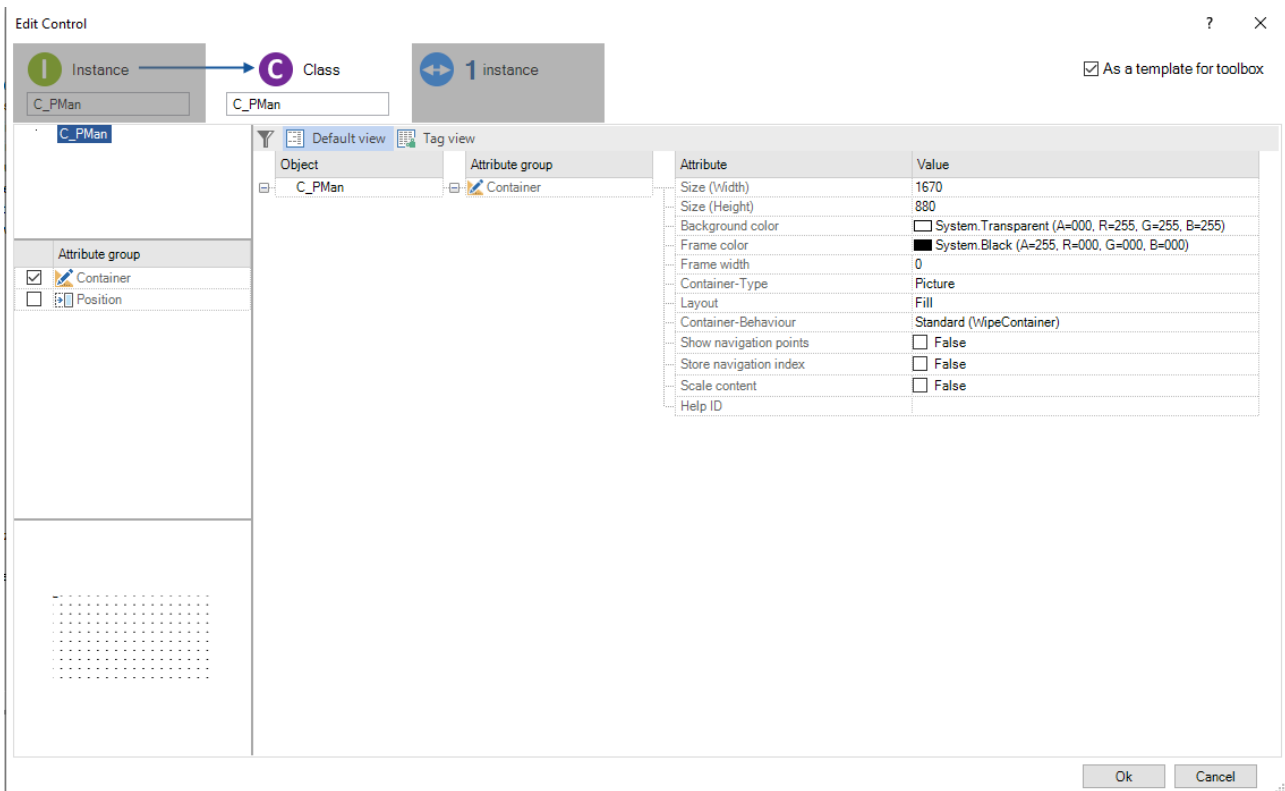 Edit Control
?
I Instance C Class 1 instance
As a template for toolbox
C_PMan C_PMan
C_PMan
Default view Tag view
Object Attribute group Attribute Value
C_PMan Container Size (Width) 1670
Size (Height) 880
Background color System.Transparent (A=000, R=255, G=255, B=255)
Frame color System.Black (A=255, R=000, G=000, B=000)
Frame width 0
Container-Type Picture
Layout Fill
Container-Behaviour Standard (WipeContainer)
Show navigation points False
Store navigation index False
Scale content False
Help ID
Attribute group
Container
Position
Ok Cancel